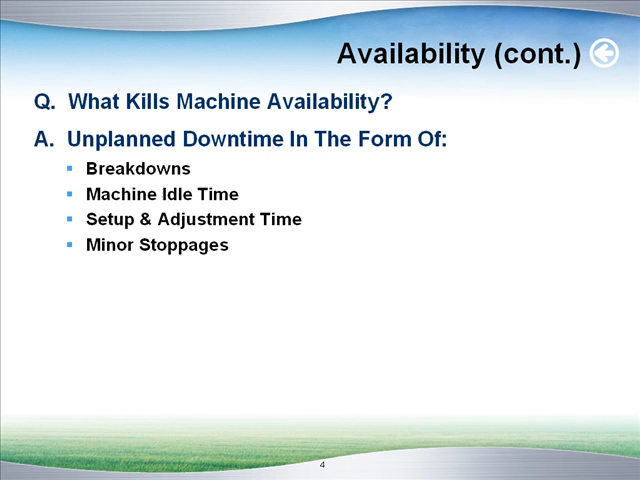 Availability (cont.)
Q. What Kills Machine Availability?
A. Unplanned Downtime In The Form Of:
▪ Breakdowns
▪ Machine Idle Time
▪ Setup & Adjustment Time
▪ Minor Stoppages
4